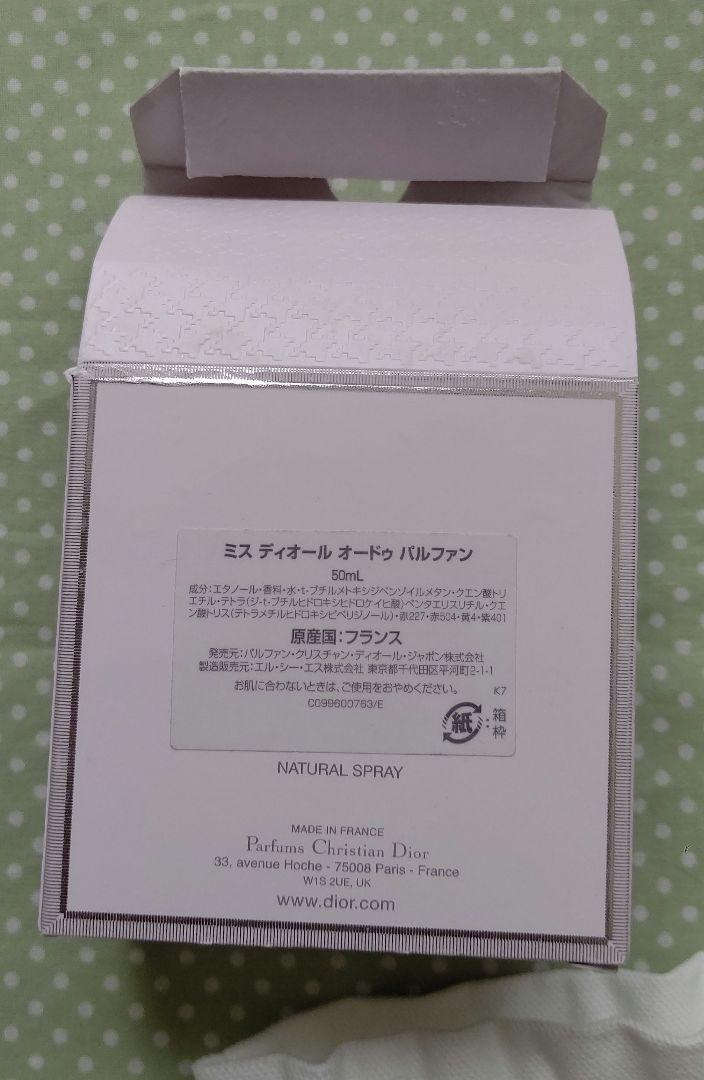 ミス ディオール オードゥ パルファン
50mL
成分：エタノール・香料・水・t-ブチルメトキシジベンゾイルメタン・クエン酸トリ
エチル・テトラ(ジ-t-ブチルヒドロキシヒドロケイヒ酸)ペンタエリスリチル・クエ
ン酸トリス(テトラメチルヒドロキシピペリジノール)・赤227・赤504・黄4・紫401
原産国：フランス
発売元：パルファン・クリスチャン・ディオール・ジャポン株式会社
製造販売元：エル・シー・エス株式会社 東京都千代田区平河町2-1-1
お肌に合わないときは、ご使用をおやめください。 K7
C099600763/E
紙：箱
枠
NATURAL SPRAY
MADE IN FRANCE
Parfums Christian Dior
33, avenue Hoche - 75008 Paris - France
W1S 2UE, UK
www.dior.com